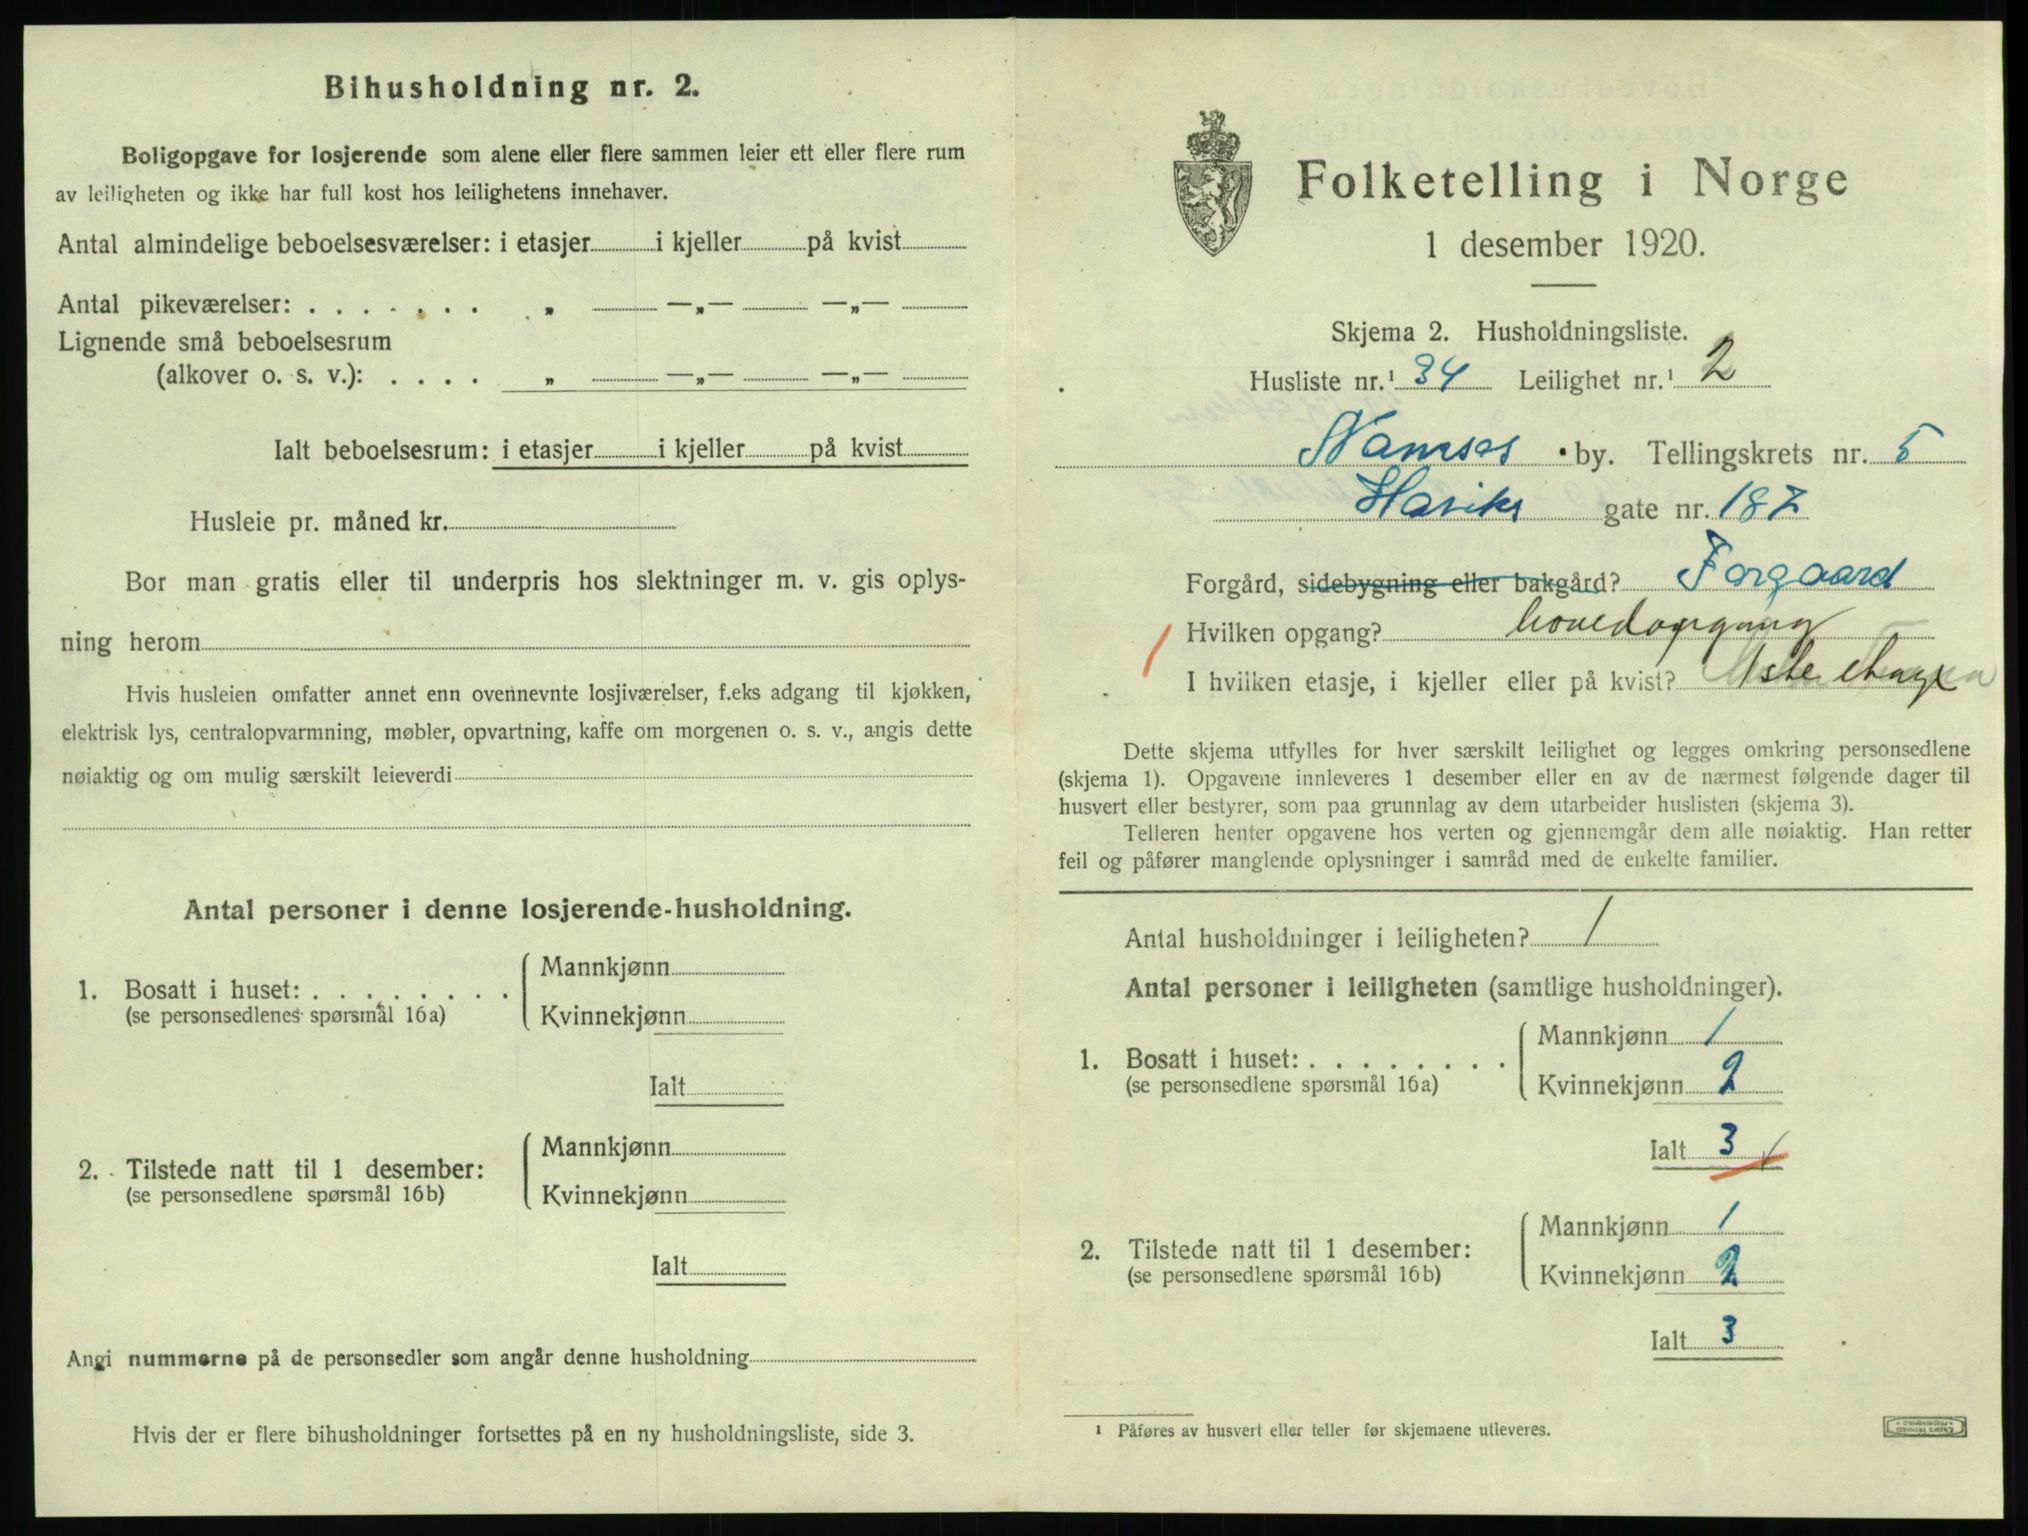 Bihusholdning nr. 2.
Boligopgave for losjerende som alene eller flere sammen leier ett eller flere rum
av leiligheten og ikke har full kost hos leilighetens innehaver.
Antal almindelige beboelsesværelser: i etasjer i kjeller på kvist
Antal pikeværelser: . . . . . . . „ —„— —„—
Lignende små beboelsesrum
(alkover o. s. v.): . . . . „ —„— —„—
Ialt beboelsesrum: i etasjer i kjeller på kvist
Husleie pr. måned kr.
Bor man gratis eller til underpris hos slektninger m. v. gis oplys-
ning herom
Hvis husleien omfatter annet enn ovennevnte losjiværelser, f.eks adgang til kjøkken,
elektrisk lys, centralopvarmning, møbler, opvartning, kaffe om morgenen o. s. v., angis dette
nøiaktig og om mulig særskilt leieverdi
Antal personer i denne losjerende-husholdning.
1. Bosatt i huset: . . . . . . . .
(se personsedlenes spørsmål 16a)
Mannkjønn
Kvinnekjønn
Ialt
2. Tilstede natt til 1 desember:
(se personsedlene spørsmål 16b)
Mannkjønn
Kvinnekjønn
Ialt
Angi nummerne på de personsedler som angår denne husholdning
Hvis der er flere bihusholdninger fortsettes på en ny husholdningsliste, side 3.
Folketelling i Norge
1 desember 1920.
Skjema 2. Husholdningsliste.
Husliste nr.¹ 34 Leilighet nr.¹ 2
Namsos by. Tellingskrets nr. 5
Haviks gate nr. 187
Forgård, sidebygning eller bakgård? Forgaard
Hvilken opgang? hovedopgang
I hvilken etasje, i kjeller eller på kvist? 1ste etage
Dette skjema utfylles for hver særskilt leilighet og legges omkring personsedlene
(skjema 1). Opgavene innleveres 1 desember eller en av de nærmest følgende dager til
husvert eller bestyrer, som paa grunnlag av dem utarbeider huslisten (skjema 3).
Telleren henter opgavene hos verten og gjennemgår dem alle nøiaktig. Han retter
feil og påfører manglende oplysninger i samråd med de enkelte familier.
Antal husholdninger i leiligheten? 1
Antal personer i leiligheten (samtlige husholdninger).
1. Bosatt i huset: . . . . . . . .
(se personsedlene spørsmål 16a)
Mannkjønn 1
Kvinnekjønn 2
Ialt 3
2. Tilstede natt til 1 desember:
(se personsedlene spørsmål 16b)
Mannkjønn 1
Kvinnekjønn 2
Ialt 3
¹ Påføres av husvert eller teller før skjemaene utleveres.